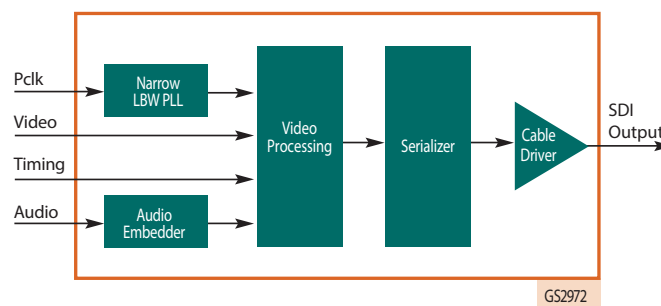 Pclk
Narrow
LBW PLL
Video
Timing
Audio
Audio
Embedder
Video
Processing
Serializer
Cable
Driver
SDI
Output
GS2972